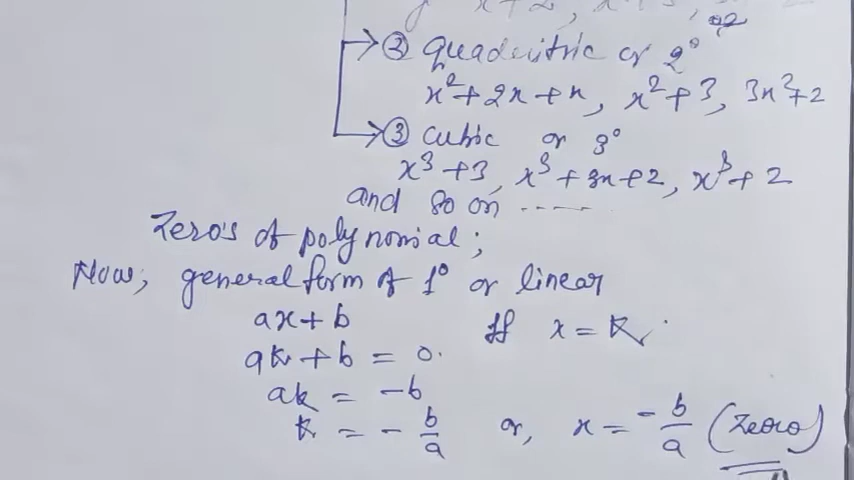 x+2,
→② quadritric or 2°
x²+2x+x, x²+3, 3x²+2
→③ cubic or 3°
x³+3, x³+3x+2, x³+2
and so on -----
Zero's of polynomial;
Now, general form of 1° or linear
ax+b If x=k.
ak+b = 0.
ak = -b
k = -b/a or, x = -b/a (Zero)